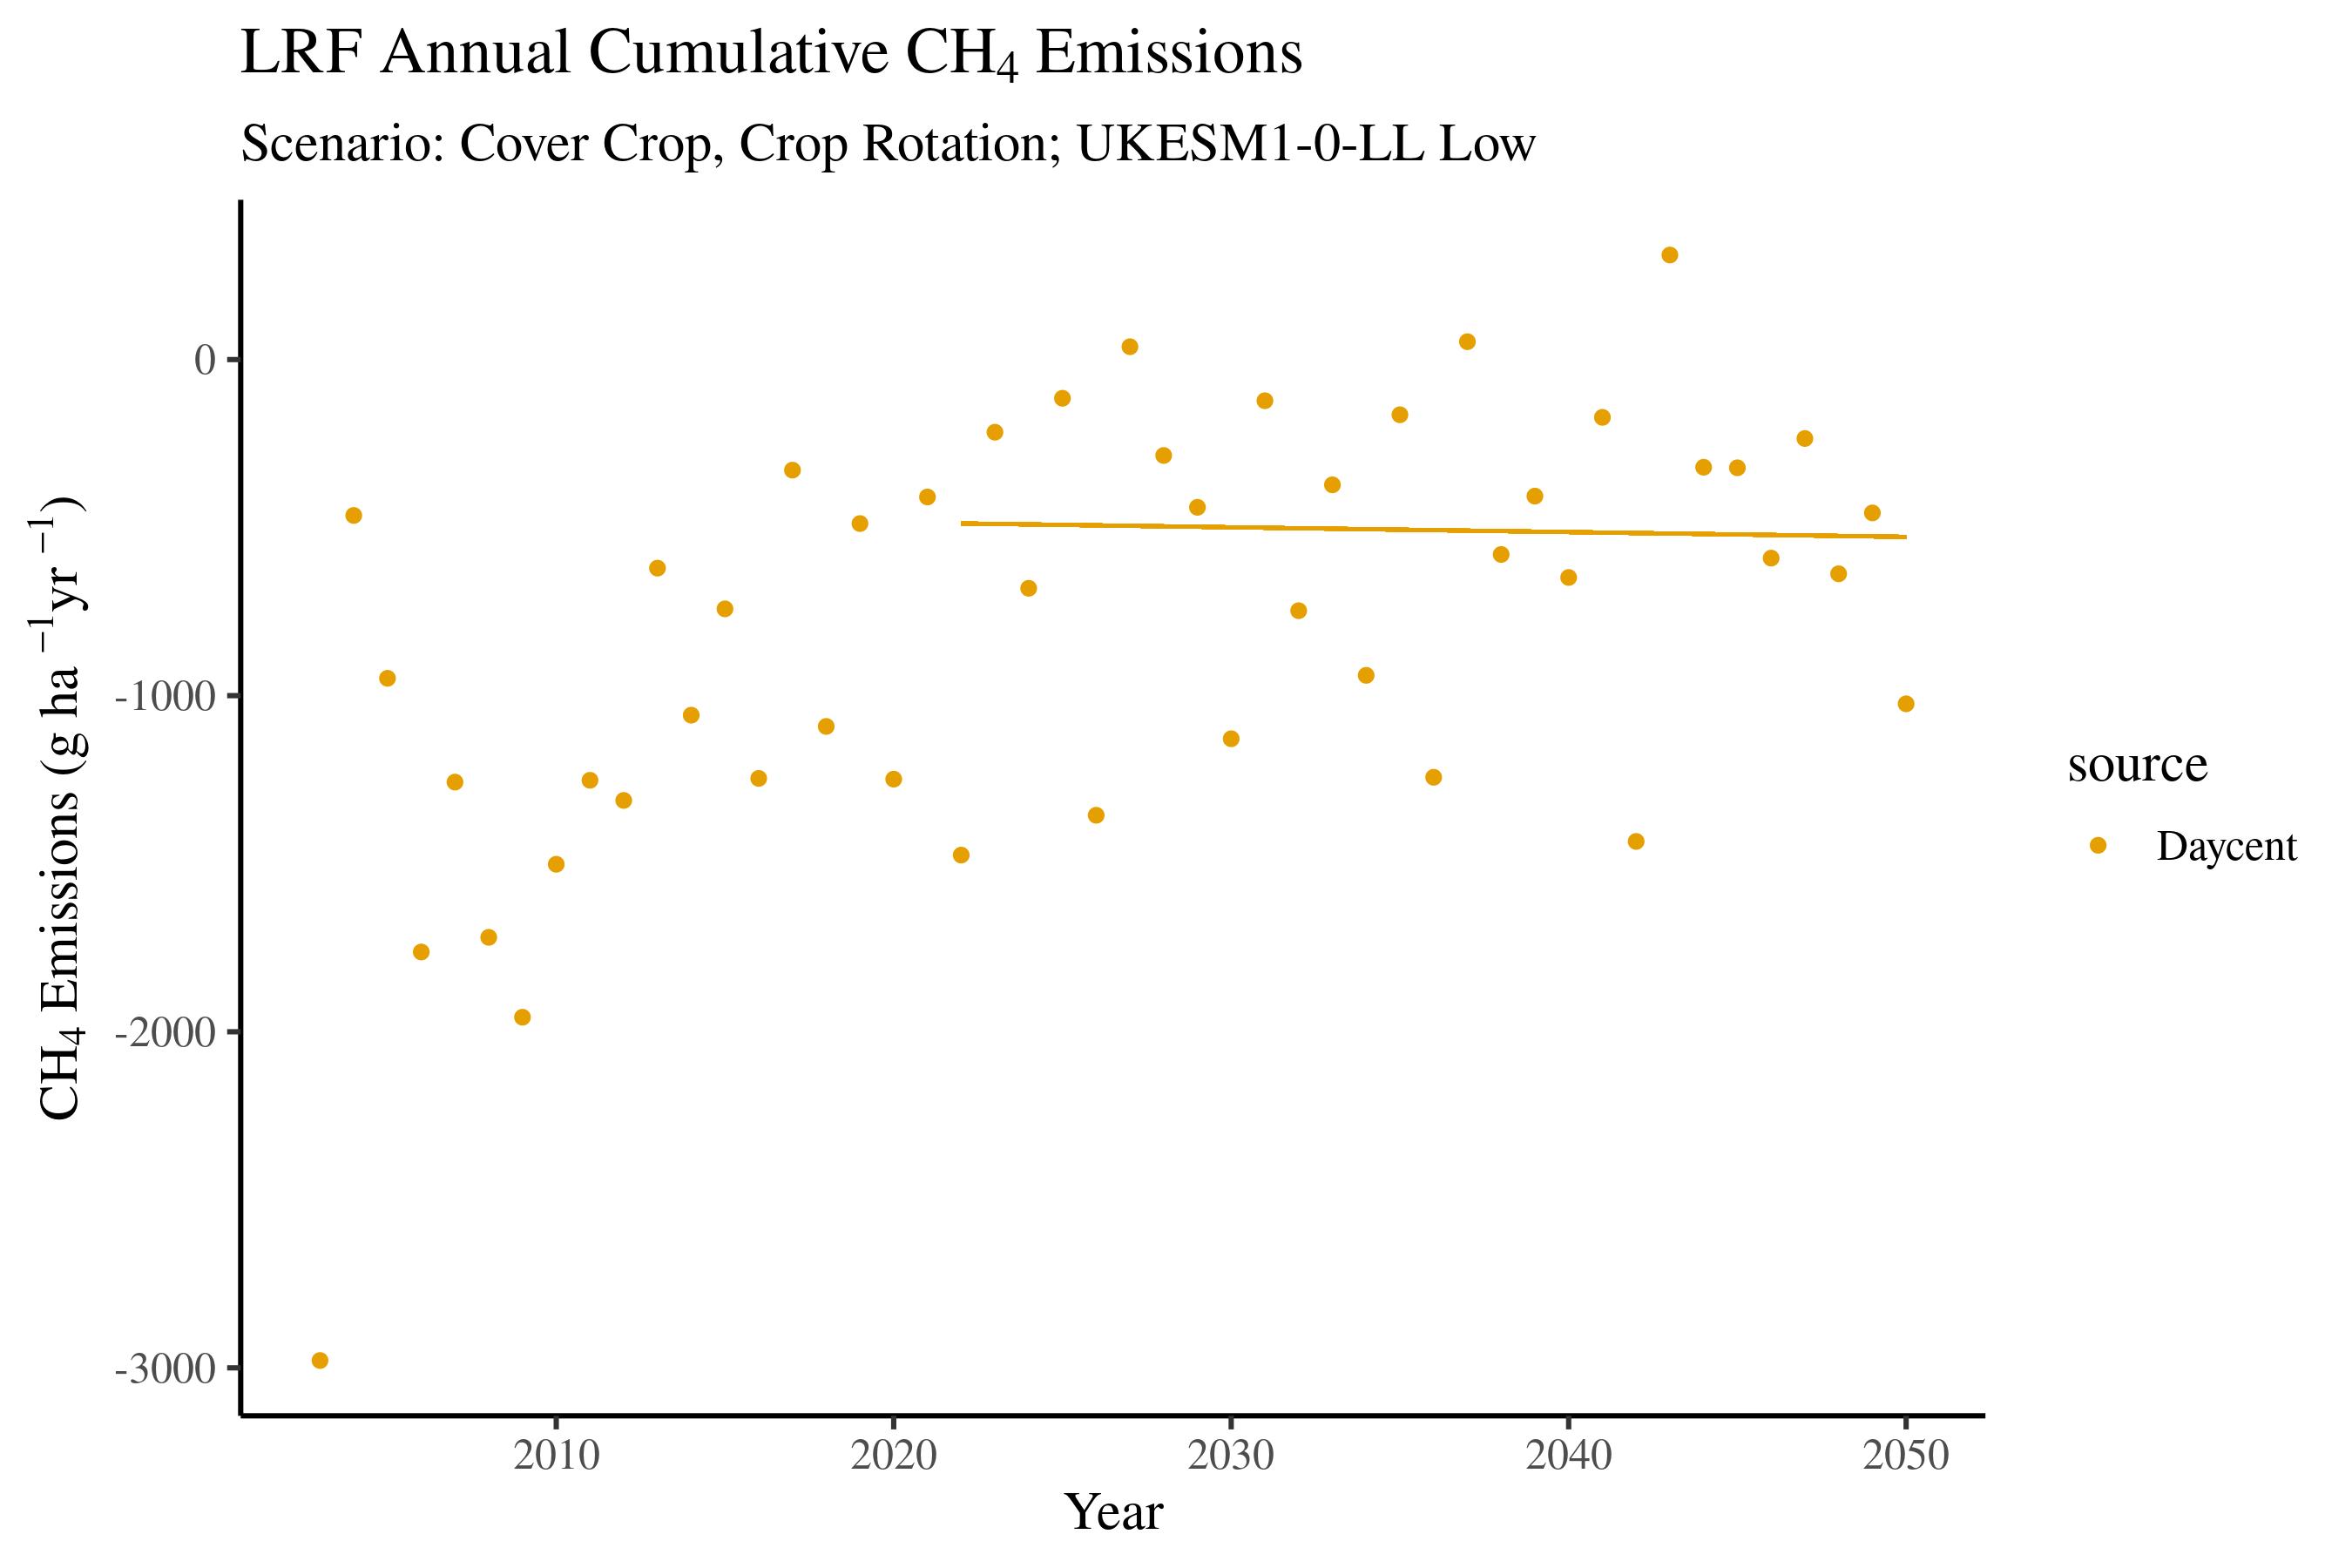 LRF Annual Cumulative CH₄ Emissions
Scenario: Cover Crop, Crop Rotation; UKESM1-0-LL Low
CH₄ Emissions (g ha⁻¹yr⁻¹)
0
-1000
-2000
-3000
2010 2020 2030 2040 2050
Year
source
Daycent